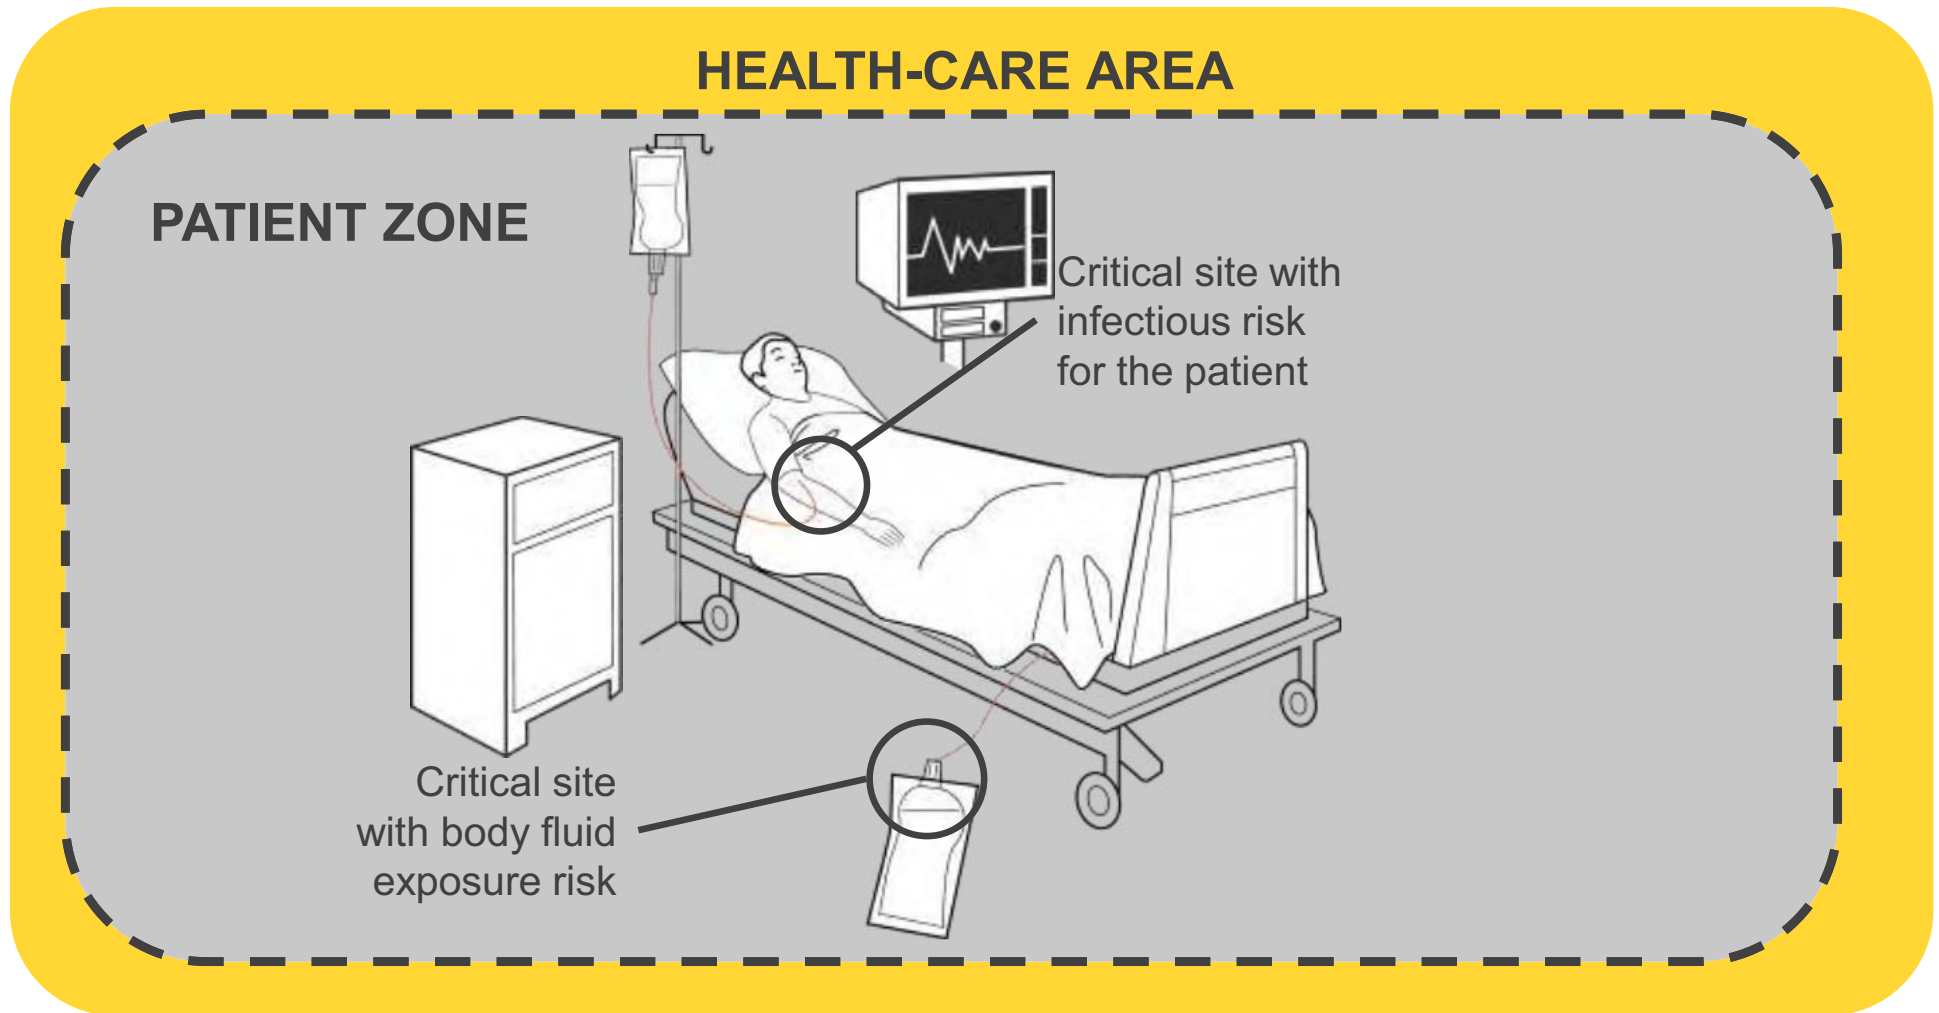 HEALTH-CARE AREA
PATIENT ZONE
Critical site with
infectious risk
for the patient
Critical site
with body fluid
exposure risk